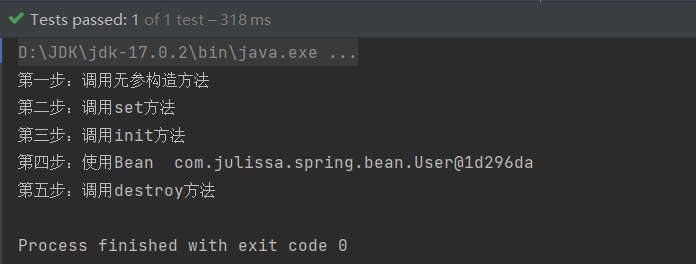 Tests passed: 1 of 1 test – 318 ms
D:\JDK\jdk-17.0.2\bin\java.exe ...
第一步：调用无参构造方法
第二步：调用set方法
第三步：调用init方法
第四步：使用Bean  com.julissa.spring.bean.User@1d296da
第五步：调用destroy方法
Process finished with exit code 0